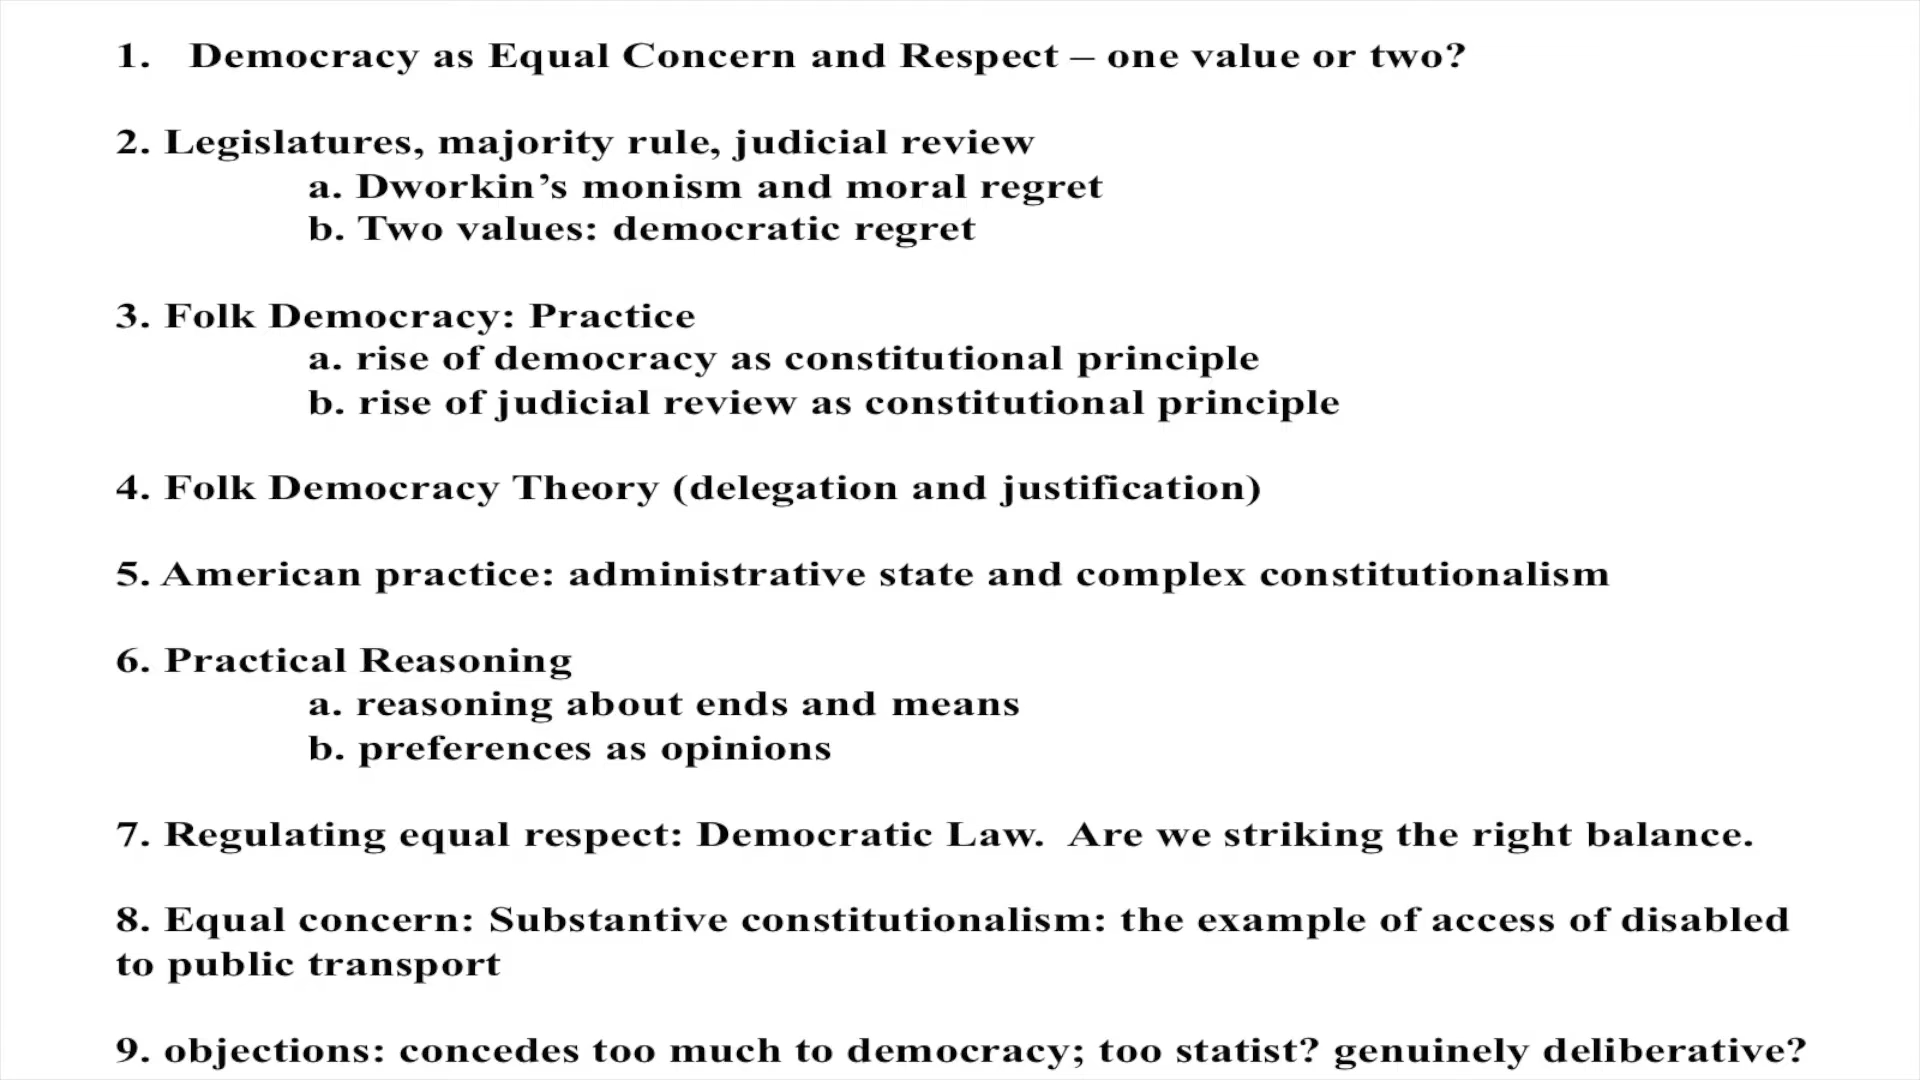 1. Democracy as Equal Concern and Respect – one value or two?
2. Legislatures, majority rule, judicial review
a. Dworkin’s monism and moral regret
b. Two values: democratic regret
3. Folk Democracy: Practice
a. rise of democracy as constitutional principle
b. rise of judicial review as constitutional principle
4. Folk Democracy Theory (delegation and justification)
5. American practice: administrative state and complex constitutionalism
6. Practical Reasoning
a. reasoning about ends and means
b. preferences as opinions
7. Regulating equal respect: Democratic Law. Are we striking the right balance.
8. Equal concern: Substantive constitutionalism: the example of access of disabled
to public transport
9. objections: concedes too much to democracy; too statist? genuinely deliberative?